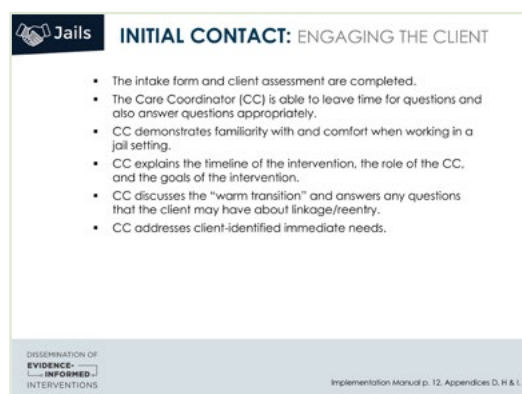 Jails
INITIAL CONTACT: ENGAGING THE CLIENT
▪ The intake form and client assessment are completed.
▪ The Care Coordinator (CC) is able to leave time for questions and
also answer questions appropriately.
▪ CC demonstrates familiarity with and comfort when working in a
jail setting.
▪ CC explains the timeline of the intervention, the role of the CC,
and the goals of the intervention.
▪ CC discusses the “warm transition” and answers any questions
that the client may have about linkage/reentry.
▪ CC addresses client-identified immediate needs.
DISSEMINATION OF
EVIDENCE-
INFORMED
INTERVENTIONS
Implementation Manual p. 12, Appendices D, H & I.